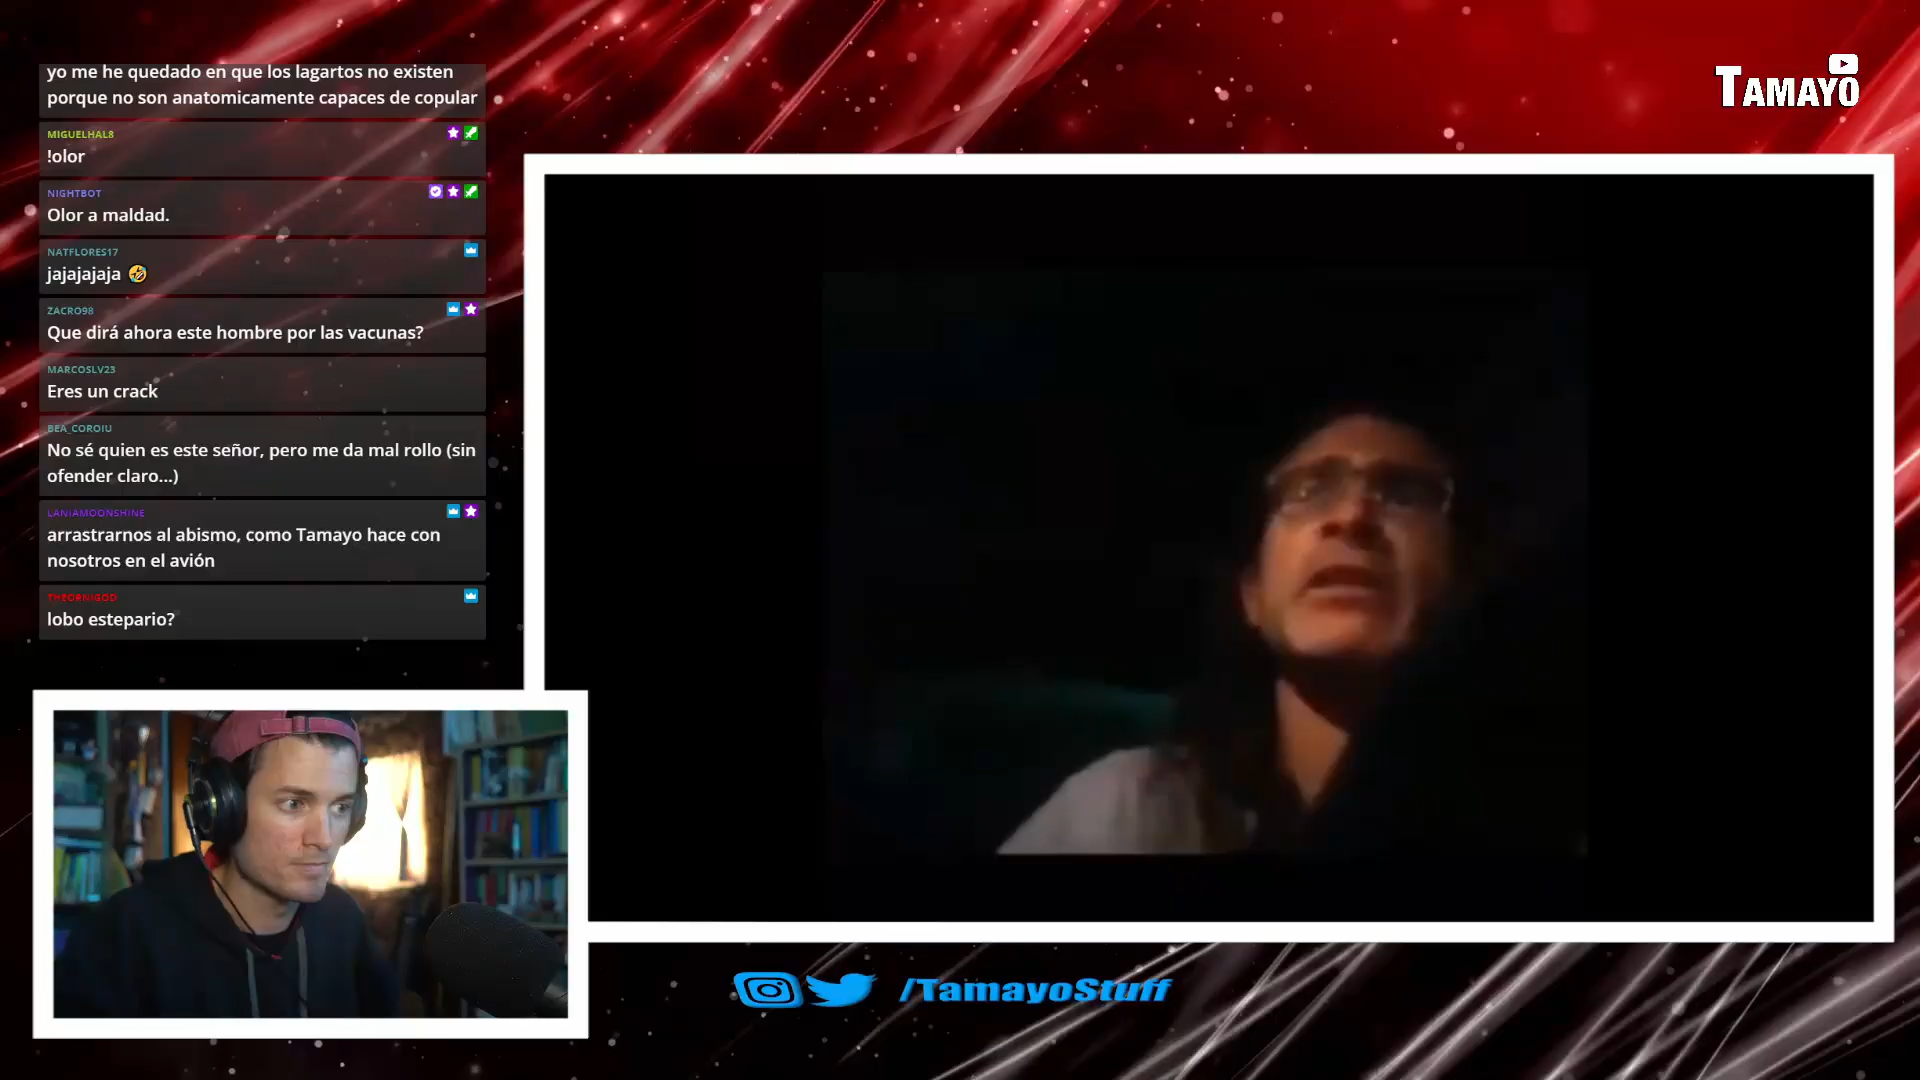 yo me he quedado en que los lagartos no existen
porque no son anatomicamente capaces de copular
MIGUELHAL8
!olor
NIGHTBOT
Olor a maldad.
NATFLORES17
jajajajaja 🤣
ZACRO98
Que dirá ahora este hombre por las vacunas?
MARCOSLV23
Eres un crack
BEA_COROIU
No sé quien es este señor, pero me da mal rollo (sin
ofender claro...)
LANIAMOONSHINE
arrastrarnos al abismo, como Tamayo hace con
nosotros en el avión
THEORNIGOD
lobo estepario?
TAMAYO
/TamayoStuff